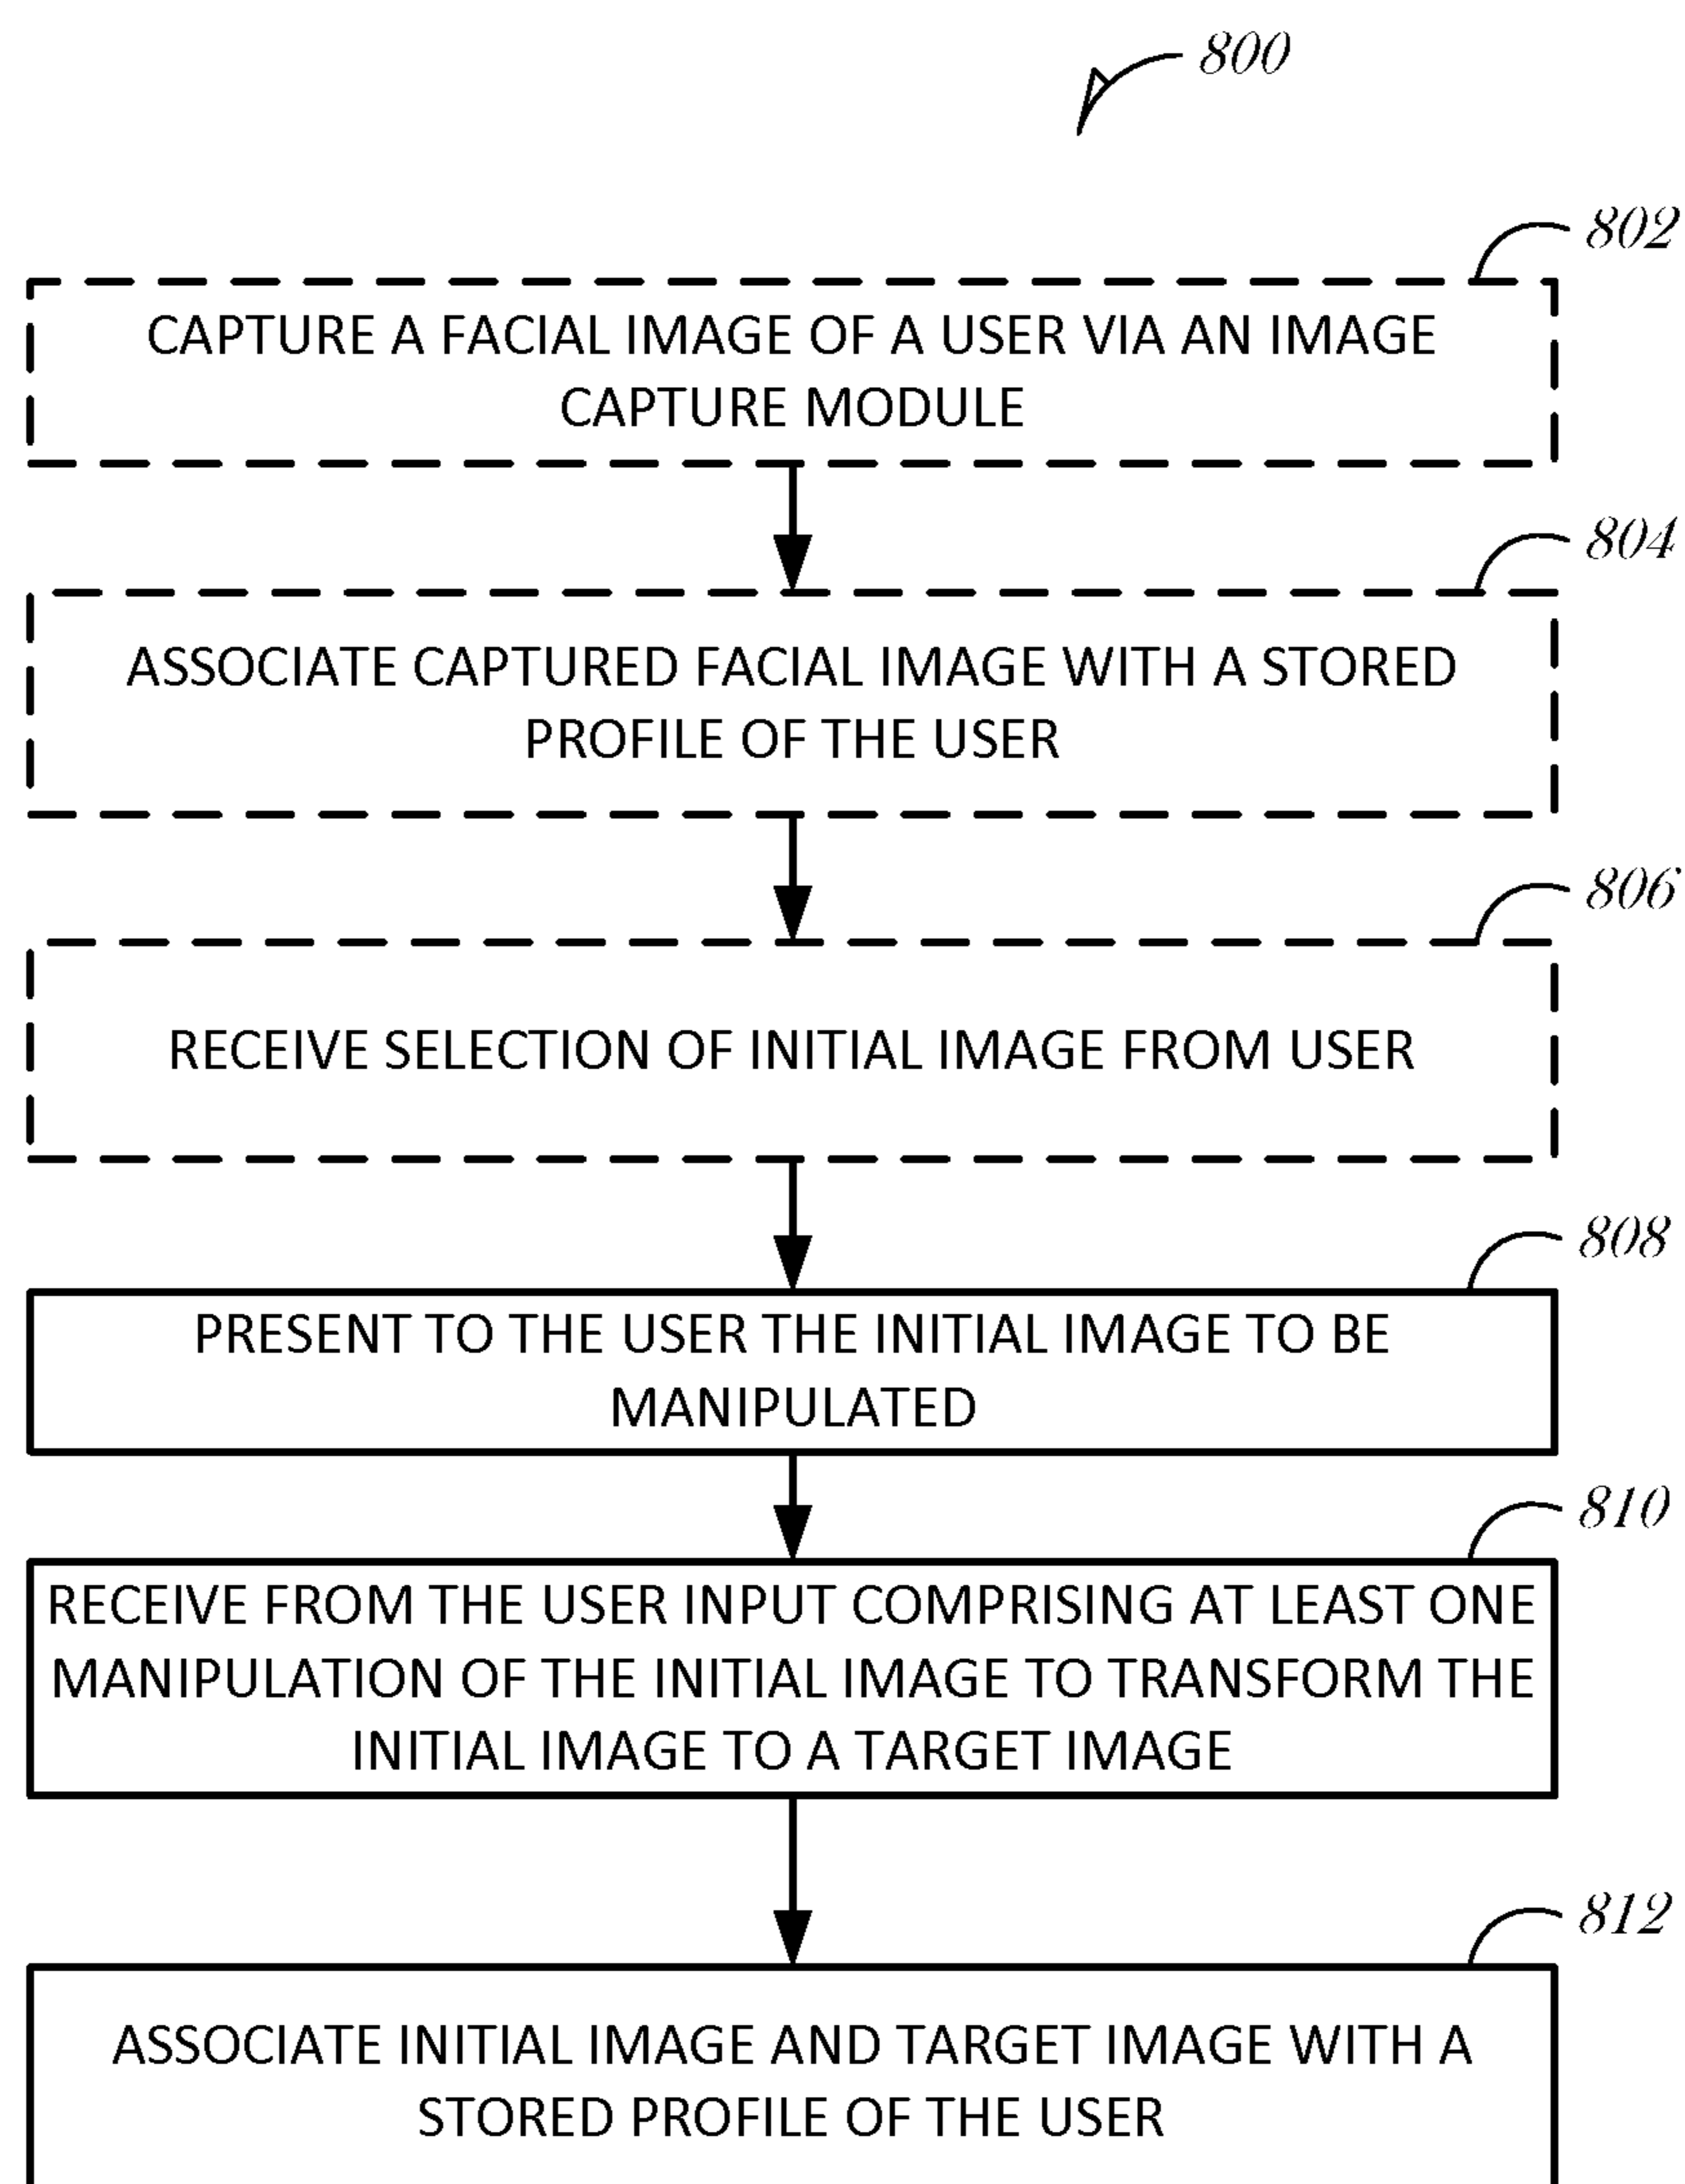 800
802
CAPTURE A FACIAL IMAGE OF A USER VIA AN IMAGE
CAPTURE MODULE
804
ASSOCIATE CAPTURED FACIAL IMAGE WITH A STORED
PROFILE OF THE USER
806
RECEIVE SELECTION OF INITIAL IMAGE FROM USER
808
PRESENT TO THE USER THE INITIAL IMAGE TO BE
MANIPULATED
810
RECEIVE FROM THE USER INPUT COMPRISING AT LEAST ONE
MANIPULATION OF THE INITIAL IMAGE TO TRANSFORM THE
INITIAL IMAGE TO A TARGET IMAGE
812
ASSOCIATE INITIAL IMAGE AND TARGET IMAGE WITH A
STORED PROFILE OF THE USER